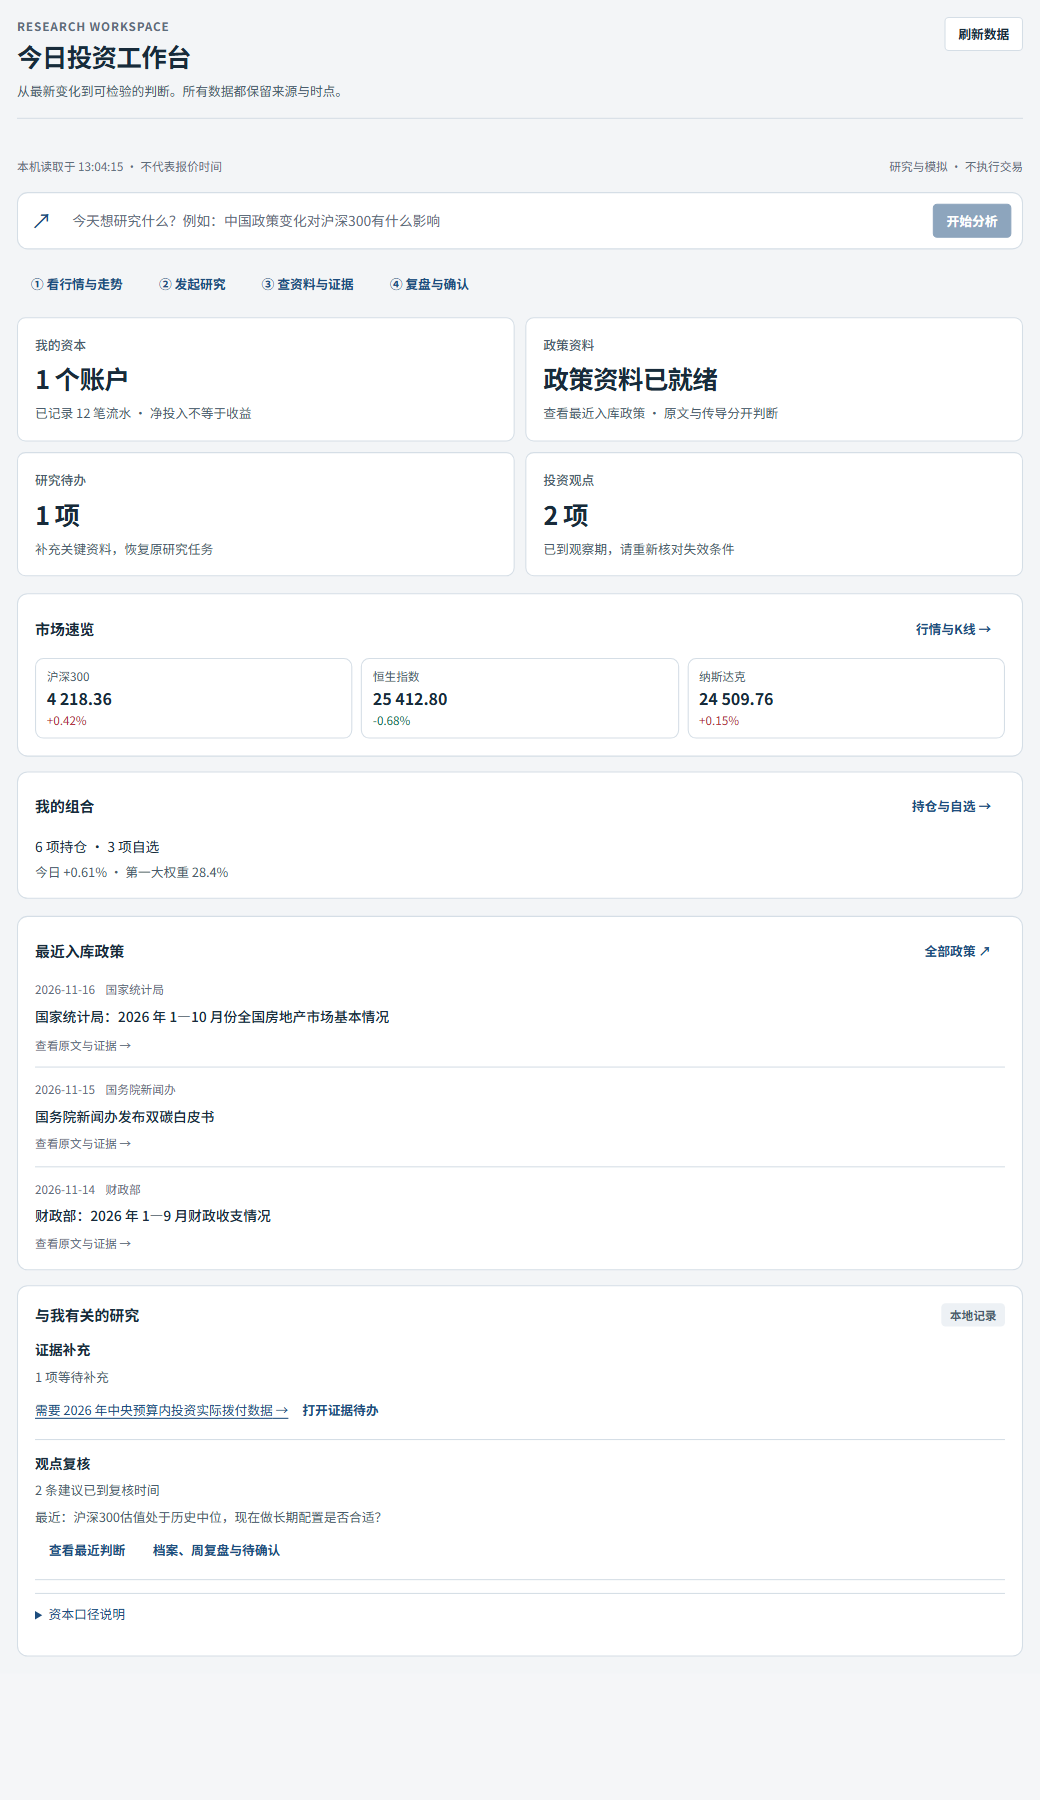 RESEARCH WORKSPACE
今日投资工作台
刷新数据
从最新变化到可检验的判断。所有数据都保留来源与时点。
本机读取于 13:04:15 · 不代表报价时间
研究与模拟 · 不执行交易
↗ 今天想研究什么？例如：中国政策变化对沪深300有什么影响
开始分析
① 看行情与走势 ② 发起研究 ③ 查资料与证据 ④ 复盘与确认
我的资本
1 个账户
已记录 12 笔流水 · 净投入不等于收益
政策资料
政策资料已就绪
查看最近入库政策 · 原文与传导分开判断
研究待办
1 项
补充关键资料，恢复原研究任务
投资观点
2 项
已到观察期，请重新核对失效条件
市场速览
行情与K线 →
沪深300
4 218.36
+0.42%
恒生指数
25 412.80
-0.68%
纳斯达克
24 509.76
+0.15%
我的组合
持仓与自选 →
6 项持仓 · 3 项自选
今日 +0.61% · 第一大权重 28.4%
最近入库政策
全部政策 ↗
2026-11-16 国家统计局
国家统计局：2026 年 1—10 月份全国房地产市场基本情况
查看原文与证据 →
2026-11-15 国务院新闻办
国务院新闻办发布双碳白皮书
查看原文与证据 →
2026-11-14 财政部
财政部：2026 年 1—9 月财政收支情况
查看原文与证据 →
与我有关的研究
本地记录
证据补充
1 项等待补充
需要 2026 年中央预算内投资实际拨付数据 → 打开证据待办
观点复核
2 条建议已到复核时间
最近：沪深300估值处于历史中位，现在做长期配置是否合适？
查看最近判断 档案、周复盘与待确认
▶ 资本口径说明